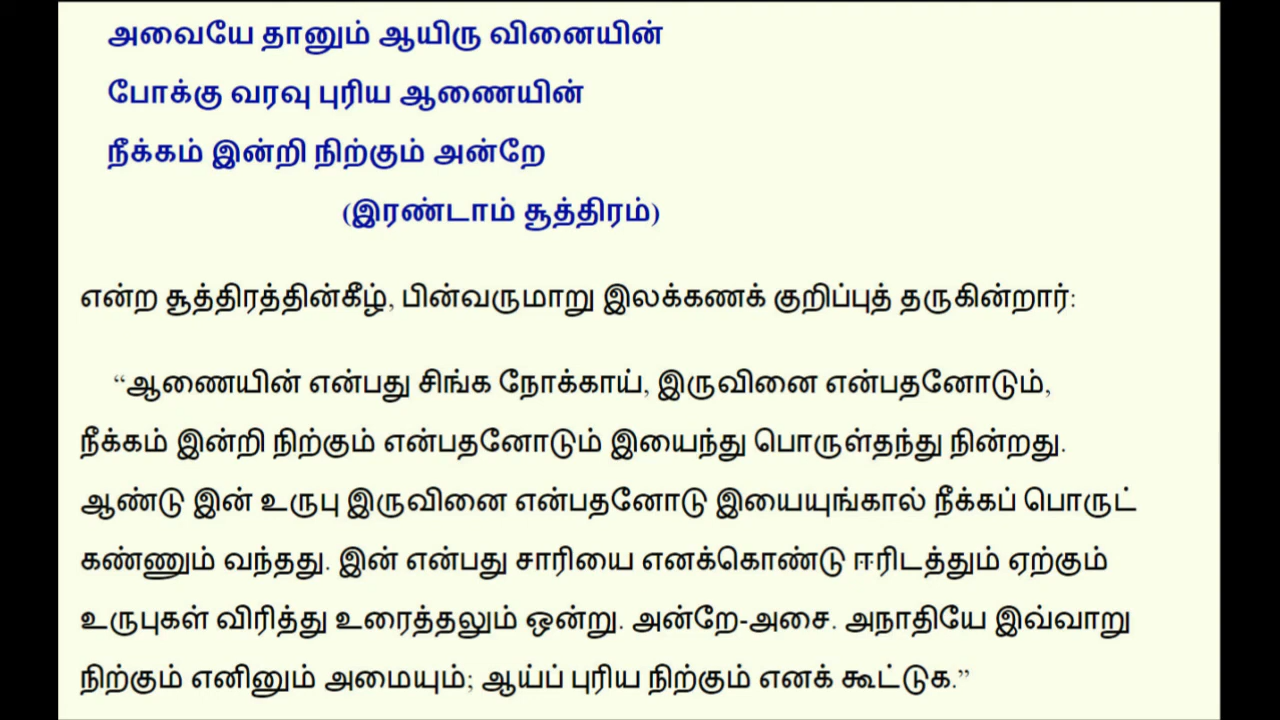 அவையே தானும் ஆயிரு வினையின்
போக்கு வரவு புரிய ஆணையின்
நீக்கம் இன்றி நிற்கும் அன்றே
(இரண்டாம் சூத்திரம்)
என்ற சூத்திரத்தின்கீழ், பின்வருமாறு இலக்கணக் குறிப்புத் தருகின்றார்:
“ஆணையின் என்பது சிங்க நோக்காய், இருவினை என்பதனோடும்,
நீக்கம் இன்றி நிற்கும் என்பதனோடும் இயைந்து பொருள்தந்து நின்றது.
ஆண்டு இன் உருபு இருவினை என்பதனோடு இயையுங்கால் நீக்கப் பொருட்
கண்ணும் வந்தது. இன் என்பது சாரியை எனக்கொண்டு ஈரிடத்தும் ஏற்கும்
உருபுகள் விரித்து உரைத்தலும் ஒன்று. அன்றே-அசை. அநாதியே இவ்வாறு
நிற்கும் எனினும் அமையும்; ஆய்ப் புரிய நிற்கும் எனக் கூட்டுக.”